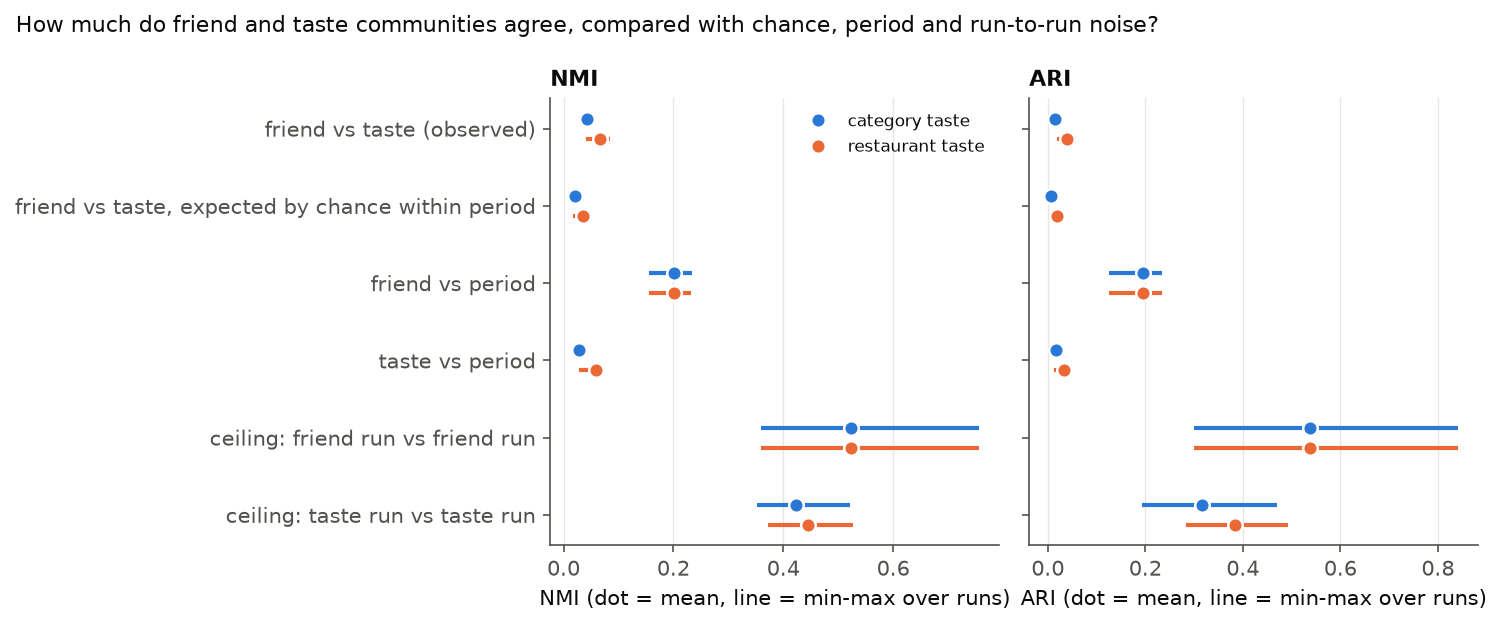 How much do friend and taste communities agree, compared with chance, period and run-to-run noise?
NMI
ARI
category taste
restaurant taste
friend vs taste (observed)
friend vs taste, expected by chance within period
friend vs period
taste vs period
ceiling: friend run vs friend run
ceiling: taste run vs taste run
0.0 0.2 0.4 0.6
0.0 0.2 0.4 0.6 0.8
NMI (dot = mean, line = min-max over runs)
ARI (dot = mean, line = min-max over runs)